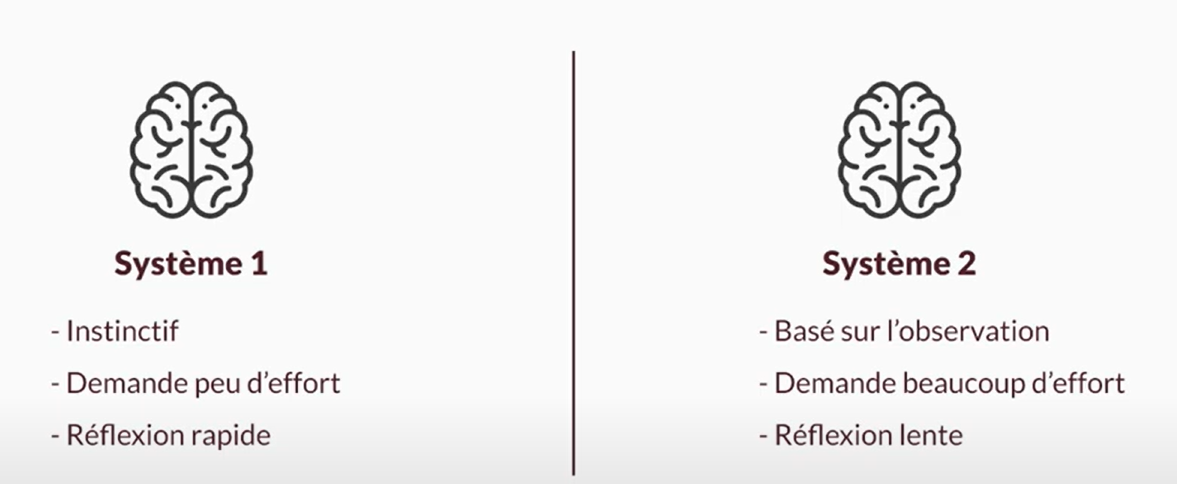 Système 1
- Instinctif
- Demande peu d’effort
- Réflexion rapide
Système 2
- Basé sur l’observation
- Demande beaucoup d’effort
- Réflexion lente